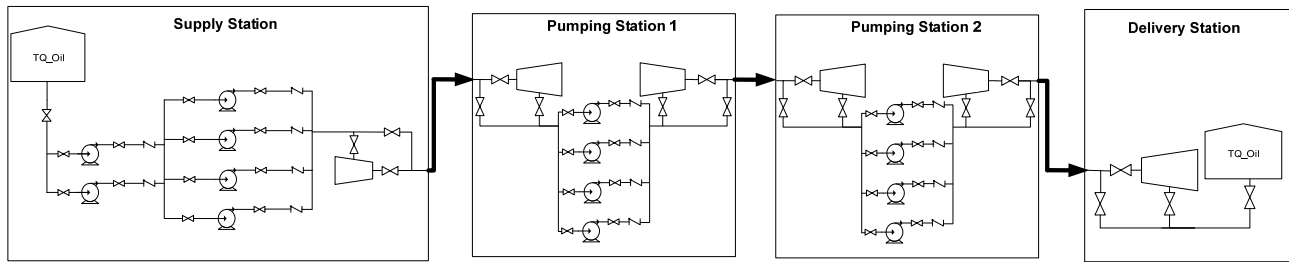 Supply Station
Pumping Station 1
Pumping Station 2
Delivery Station
TQ_Oil
TQ_Oil